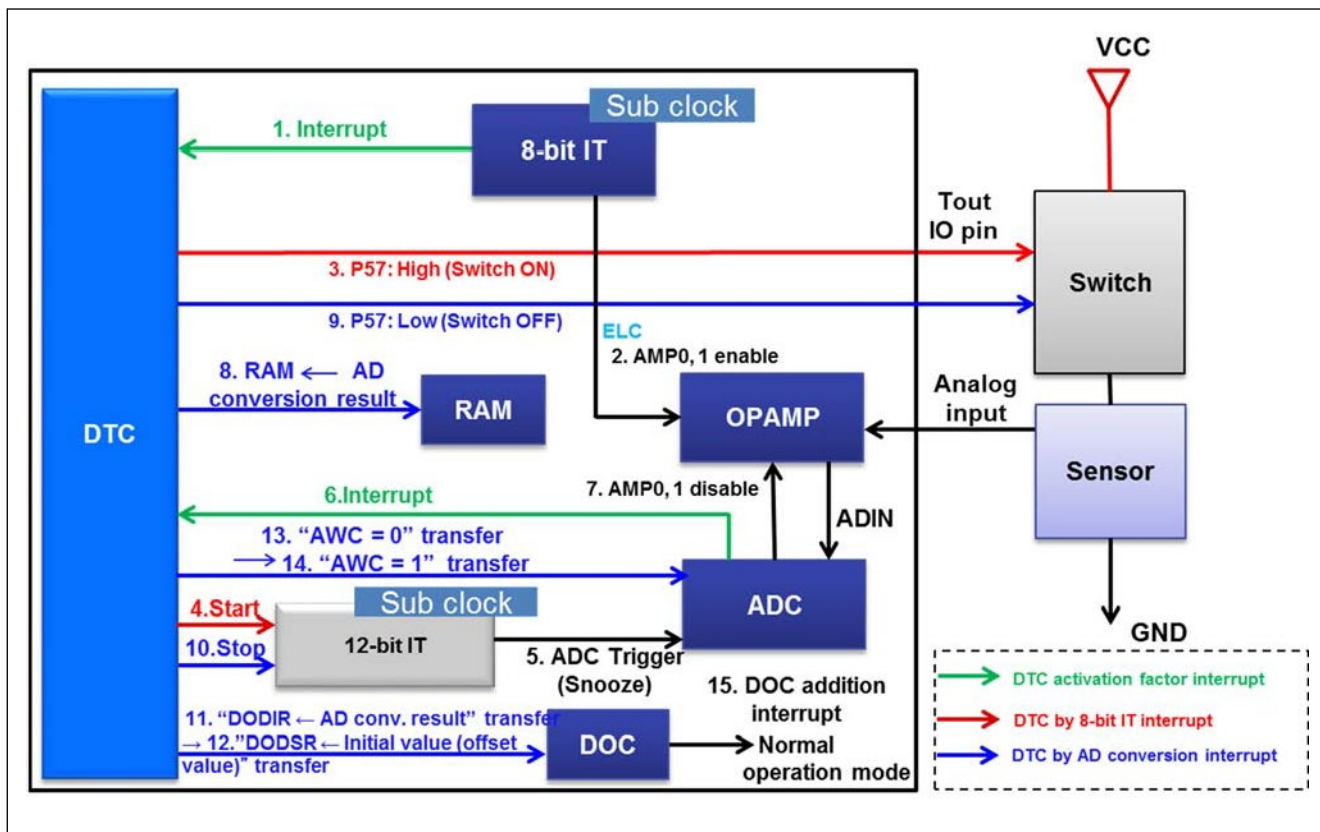 VCC
Sub clock
1. Interrupt
8-bit IT
Tout
IO pin
3. P57: High (Switch ON)
Switch
9. P57: Low (Switch OFF)
ELC
2. AMP0, 1 enable
8. RAM ← AD
conversion result
RAM
OPAMP
Analog
input
DTC
Sensor
7. AMP0, 1 disable
6.Interrupt
ADIN
13. “AWC = 0” transfer
→ 14. “AWC = 1” transfer
ADC
Sub clock
4.Start
12-bit IT
10.Stop
5. ADC Trigger
(Snooze)
GND
15. DOC addition
interrupt
11. “DODIR ← AD conv. result” transfer
→ 12.”DODSR ← Initial value (offset
value)” transfer
DOC
Normal
operation mode
DTC activation factor interrupt
DTC by 8-bit IT interrupt
DTC by AD conversion interrupt